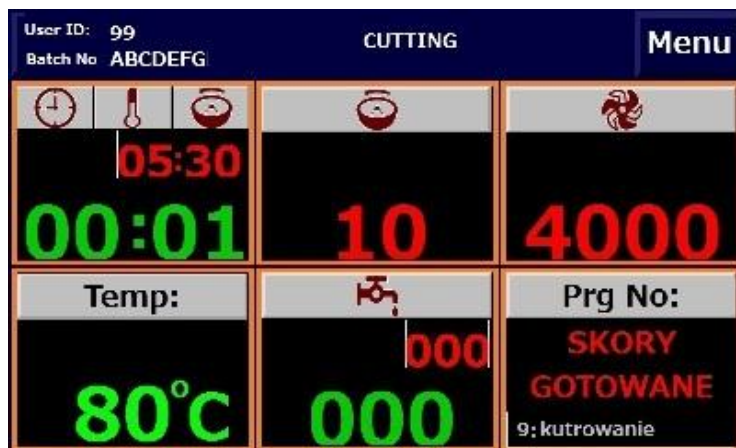 User ID: 99
Batch No ABCDEFG
CUTTING
Menu
05:30
00:01
10
4000
Temp:
80°C
000
000
Prg No:
SKORY
GOTOWANE
9: kutrowanie